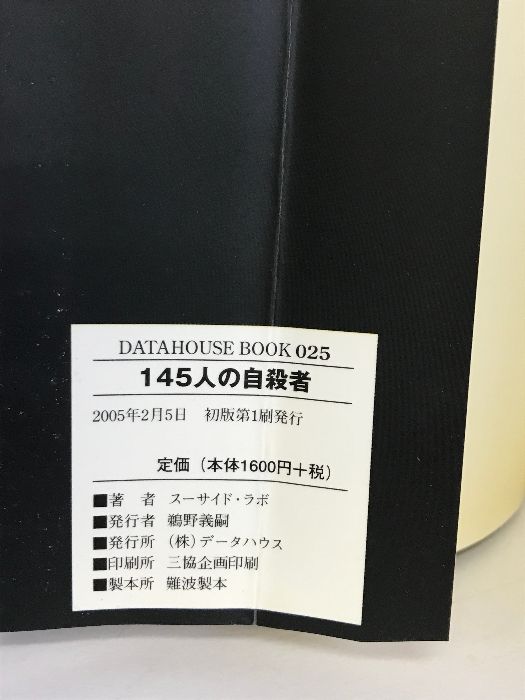 DATAHOUSE BOOK 025
145人の自殺者
2005年2月5日　初版第1刷発行
定価（本体1600円＋税）
■著　者　スーサイド・ラボ
■発行者　鵜野義嗣
■発行所　（株）データハウス
■印刷所　三協企画印刷
■製本所　難波製本